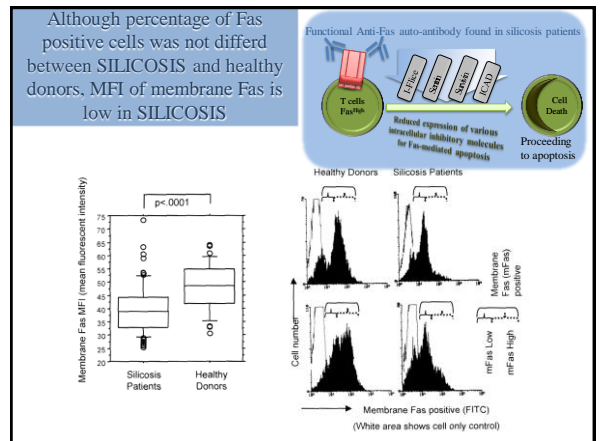 Although percentage of Fas
positive cells was not differd
between SILICOSIS and healthy
donors, MFI of membrane Fas is
low in SILICOSIS
Functional Anti-Fas auto-antibody found in silicosis patients
I-Flice
Survivin
ICAD
T cells
Fas^High
Cell
Death
Reduced expression of various
intracellular inhibitory molecules
for Fas-mediated apoptosis
Proceeding
to apoptosis
p<.0001
Membrane Fas MFI (mean fluorescent intensity)
75
70
65
60
55
50
45
40
35
30
25
20
Silicosis
Patients
Healthy
Donors
Healthy Donors
Silicosis Patients
Cell number
Membrane
Fas (mFas)
positive
mFas Low
mFas High
Membrane Fas positive (FITC)
(White area shows cell only control)